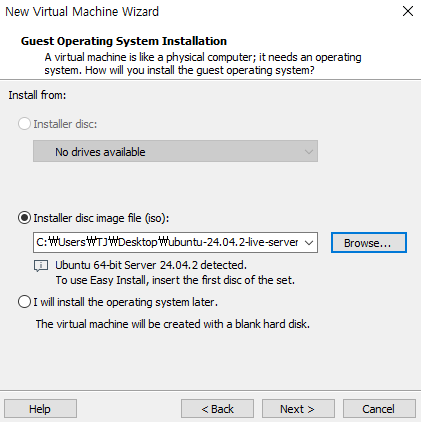 New Virtual Machine Wizard
Guest Operating System Installation
A virtual machine is like a physical computer; it needs an operating
system. How will you install the guest operating system?
Install from:
Installer disc:
No drives available
Installer disc image file (iso):
C:₩Users₩TJ₩Desktop₩ubuntu-24.04.2-live-server
Browse...
Ubuntu 64-bit Server 24.04.2 detected.
To use Easy Install, insert the first disc of the set.
I will install the operating system later.
The virtual machine will be created with a blank hard disk.
Help
< Back
Next >
Cancel